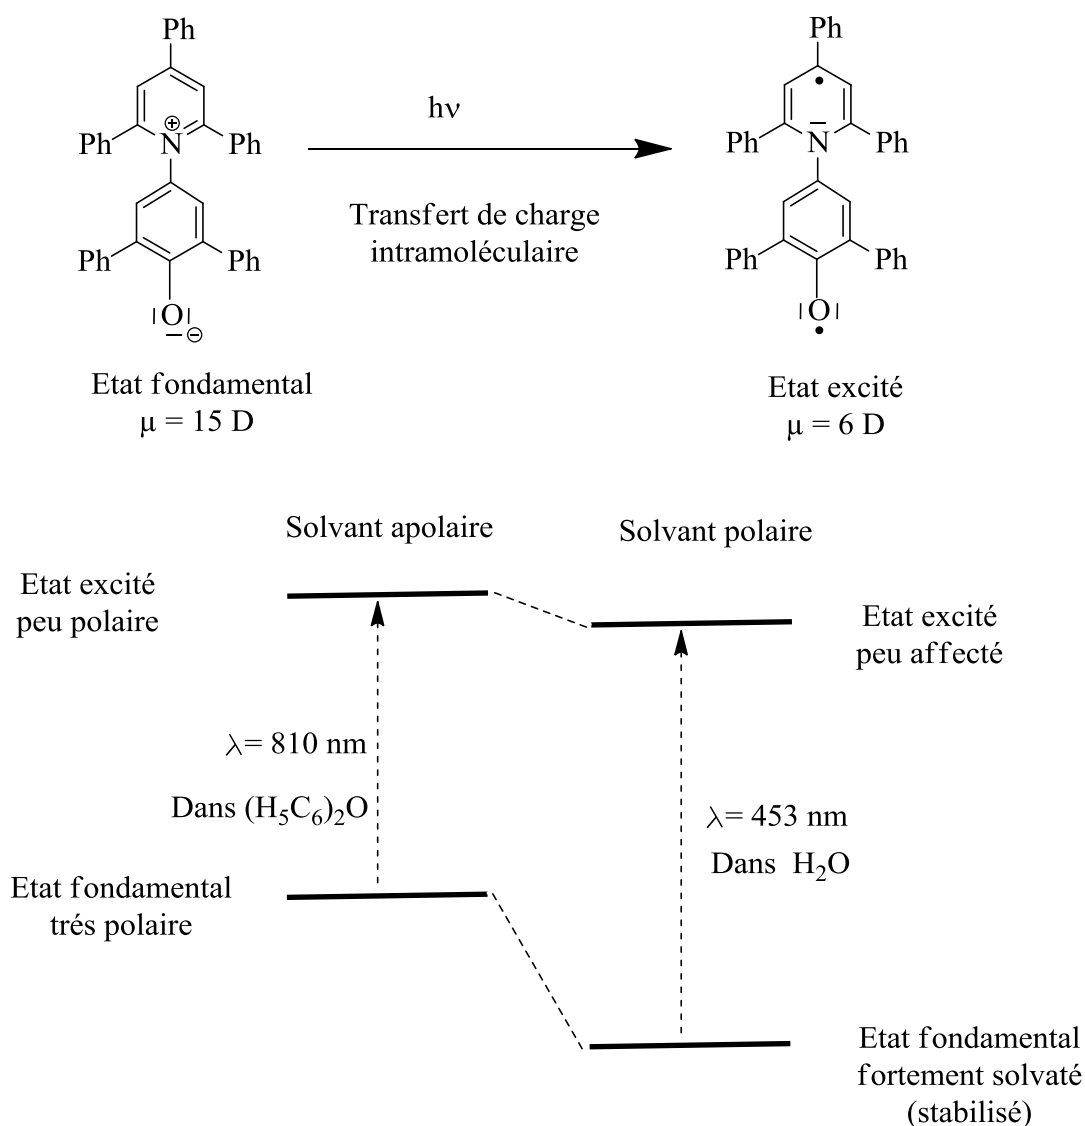 Ph
Ph
Ph
Ph
N
⊕
Ph
Ph
Ph
|O|
⊖
hν
Transfert de charge
intramoléculaire
Ph
Ph
N
Ph
Ph
Ph
|O|
Etat fondamental
µ = 15 D
Etat excité
µ = 6 D
Solvant apolaire
Solvant polaire
Etat excité
peu polaire
Etat excité
peu affecté
λ= 810 nm
Dans (H₅C₆)₂O
λ= 453 nm
Dans H₂O
Etat fondamental
trés polaire
Etat fondamental
fortement solvaté
(stabilisé)